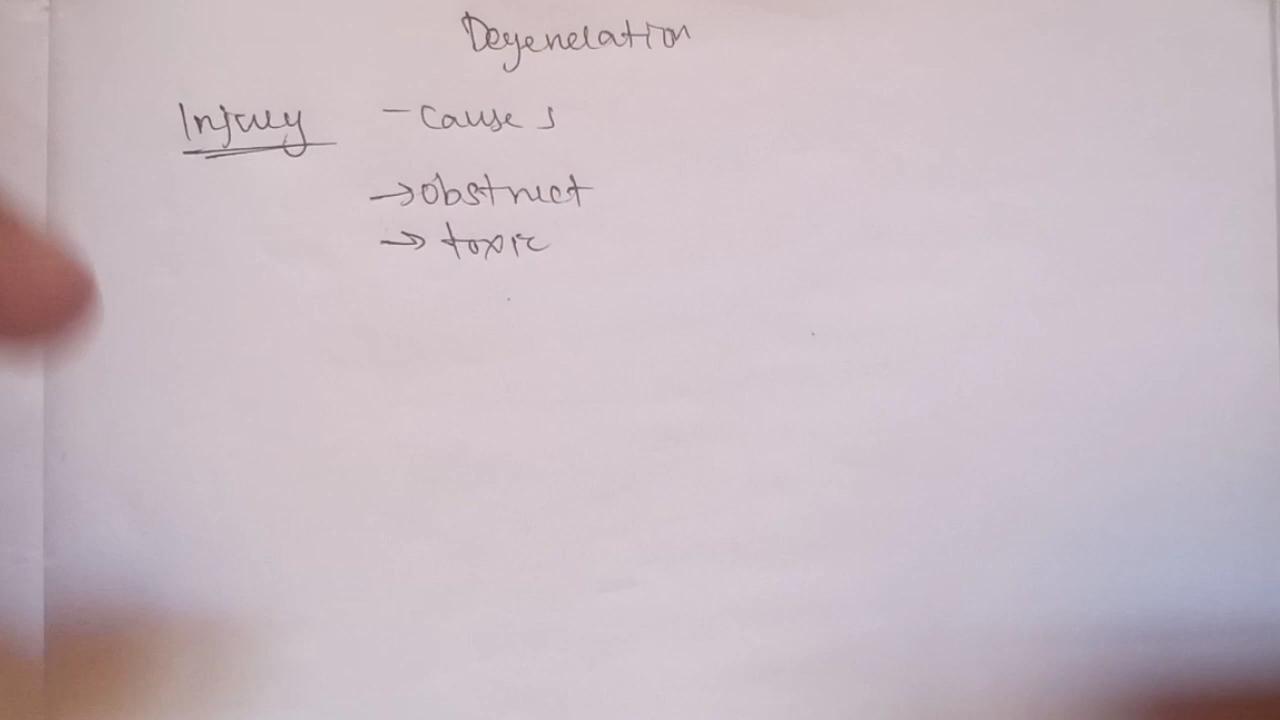 Degeneration
Injury - causes
→ obstruct
→ toxic